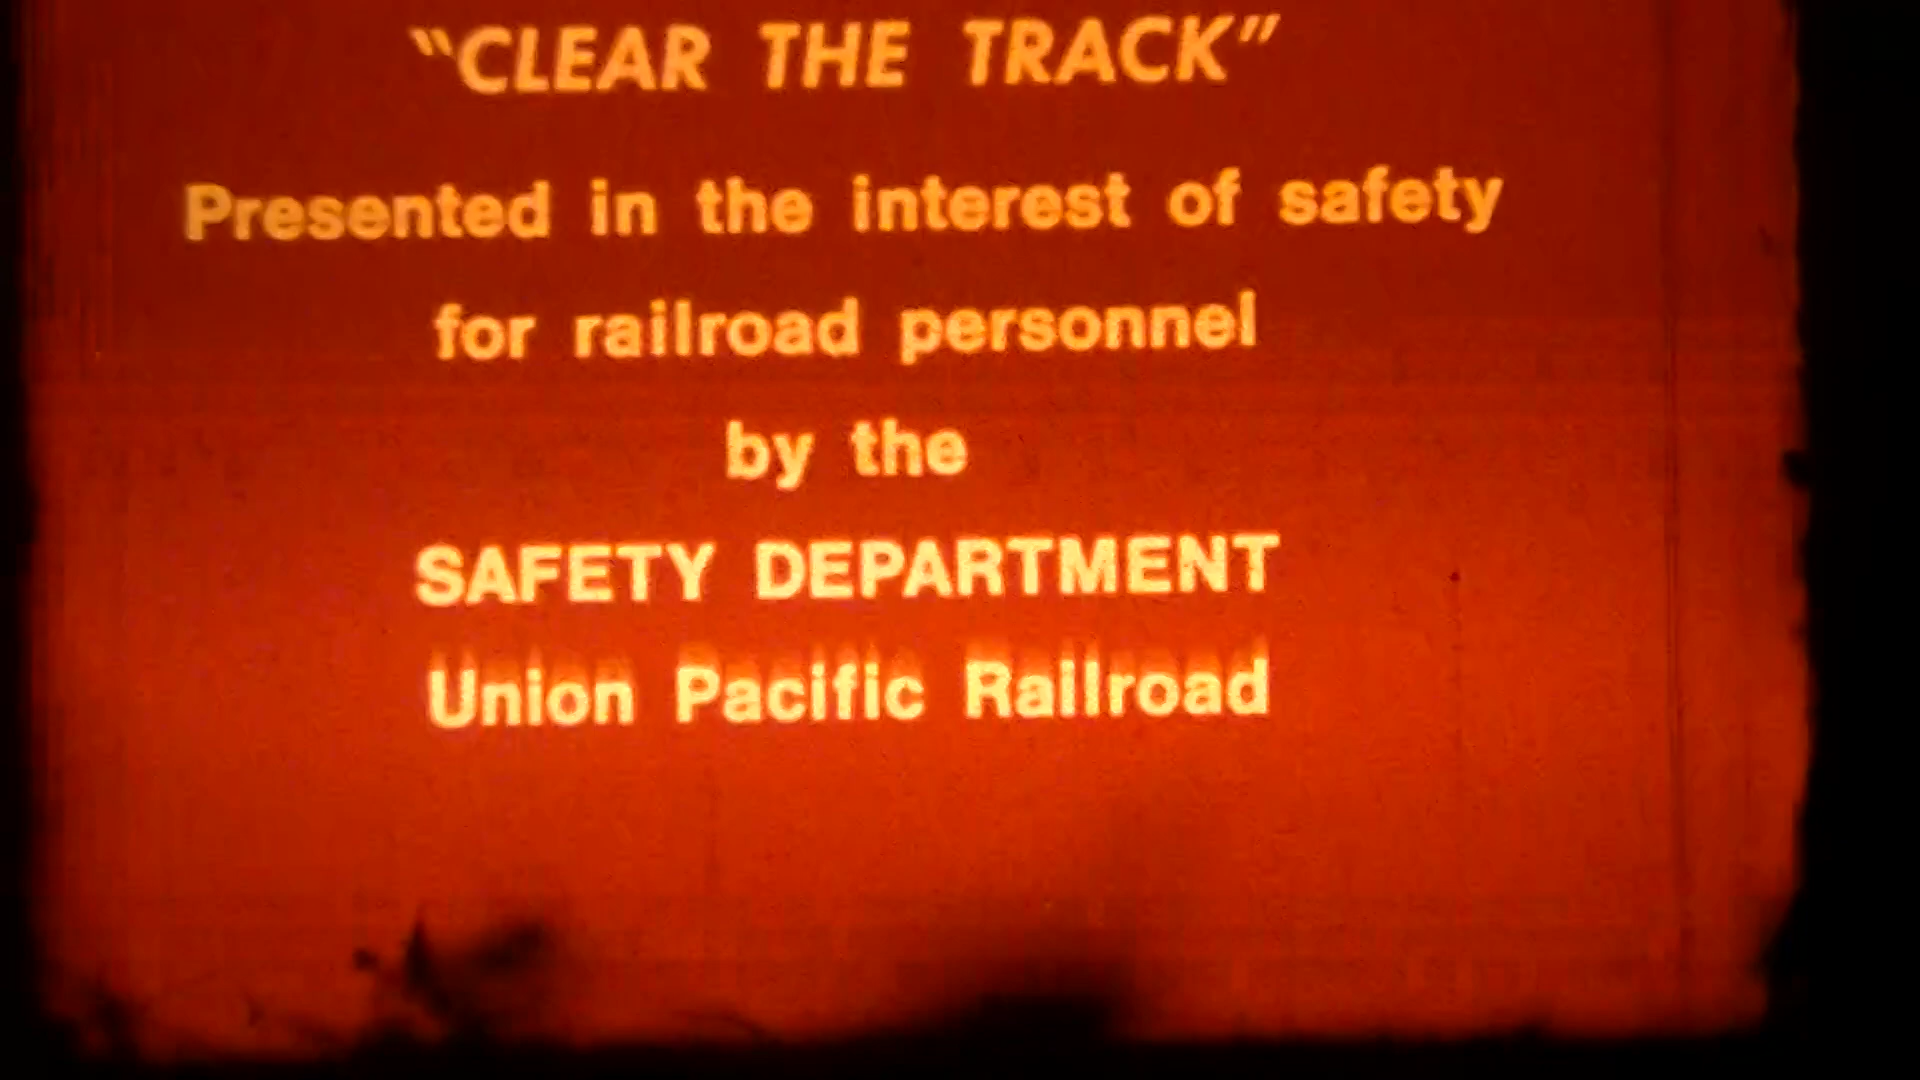 "CLEAR THE TRACK"
Presented in the interest of safety
for railroad personnel
by the
SAFETY DEPARTMENT
Union Pacific Railroad